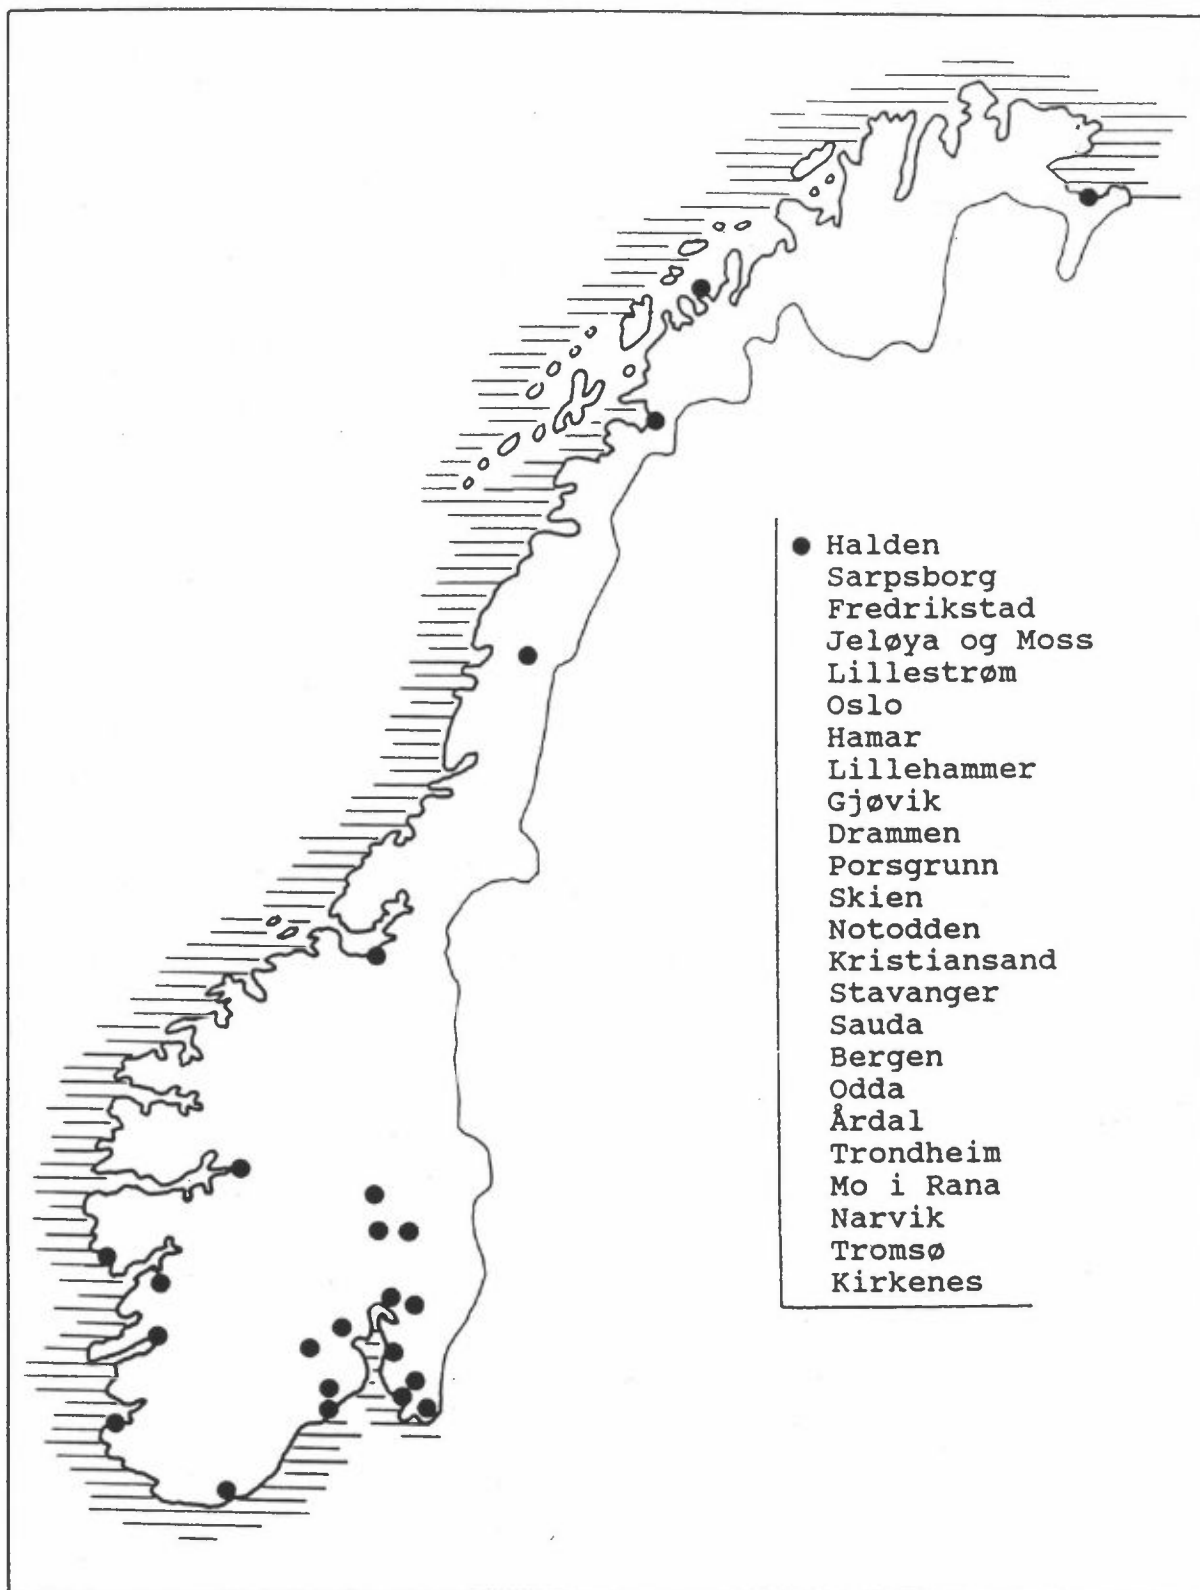 Halden
Sarpsborg
Fredrikstad
Jeløya og Moss
Lillestrøm
Oslo
Hamar
Lillehammer
Gjøvik
Drammen
Porsgrunn
Skien
Notodden
Kristiansand
Stavanger
Sauda
Bergen
Odda
Årdal
Trondheim
Mo i Rana
Narvik
Tromsø
Kirkenes